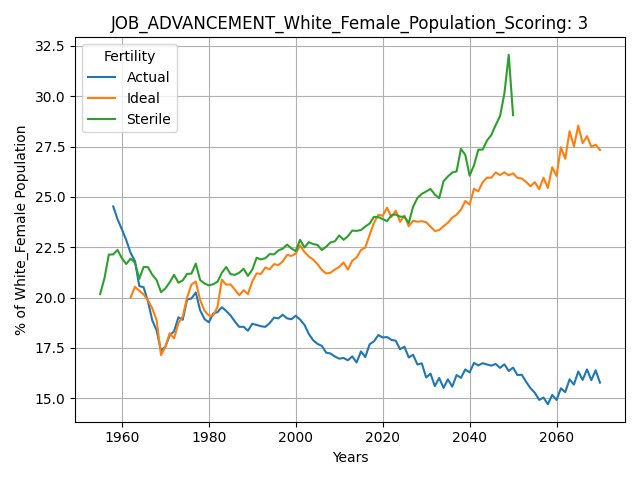 JOB_ADVANCEMENT_White_Female_Population_Scoring: 3
Fertility
Actual
Ideal
Sterile
% of White_Female Population
32.5
30.0
27.5
25.0
22.5
20.0
17.5
15.0
1960 1980 2000 2020 2040 2060
Years